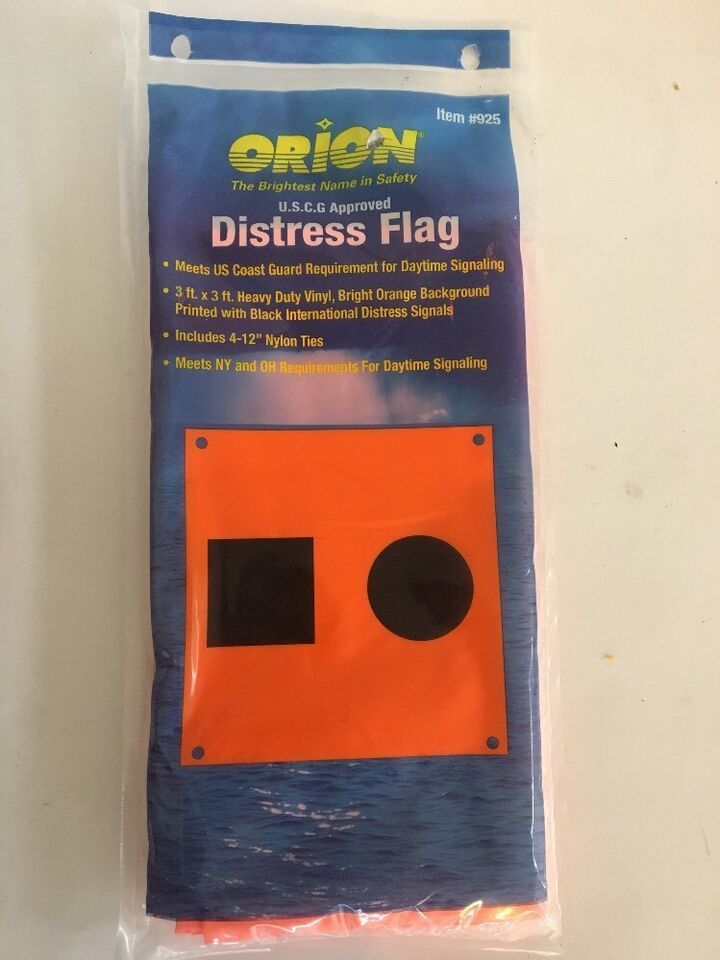 Item #925
ORION®
The Brightest Name in Safety
U.S.C.G Approved
Distress Flag
• Meets US Coast Guard Requirement for Daytime Signaling
• 3 ft. x 3 ft. Heavy Duty Vinyl, Bright Orange Background
Printed with Black International Distress Signals
• Includes 4-12" Nylon Ties
• Meets NY and OH Requirements For Daytime Signaling